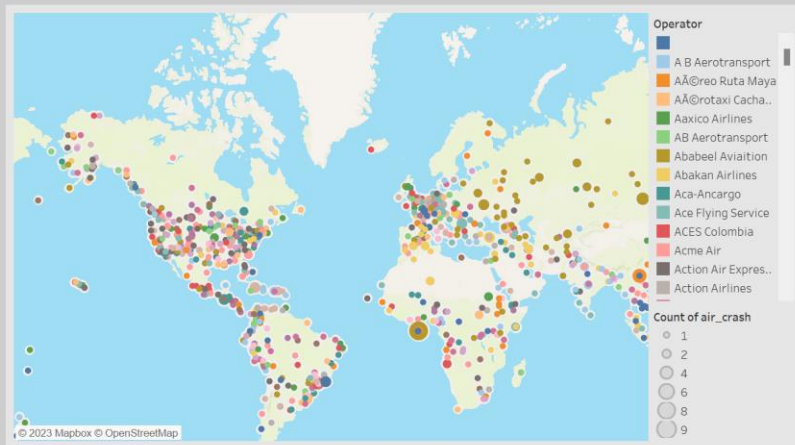 Operator
A B Aerotransport
AÃ©reo Ruta Maya
AÃ©rotaxi Cacha..
Aaxico Airlines
AB Aerotransport
Ababeel Aviaition
Abakan Airlines
Aca-Ancargo
Ace Flying Service
ACES Colombia
Acme Air
Action Air Expres..
Action Airlines
Count of air_crash
1
2
4
6
8
9
© 2023 Mapbox © OpenStreetMap